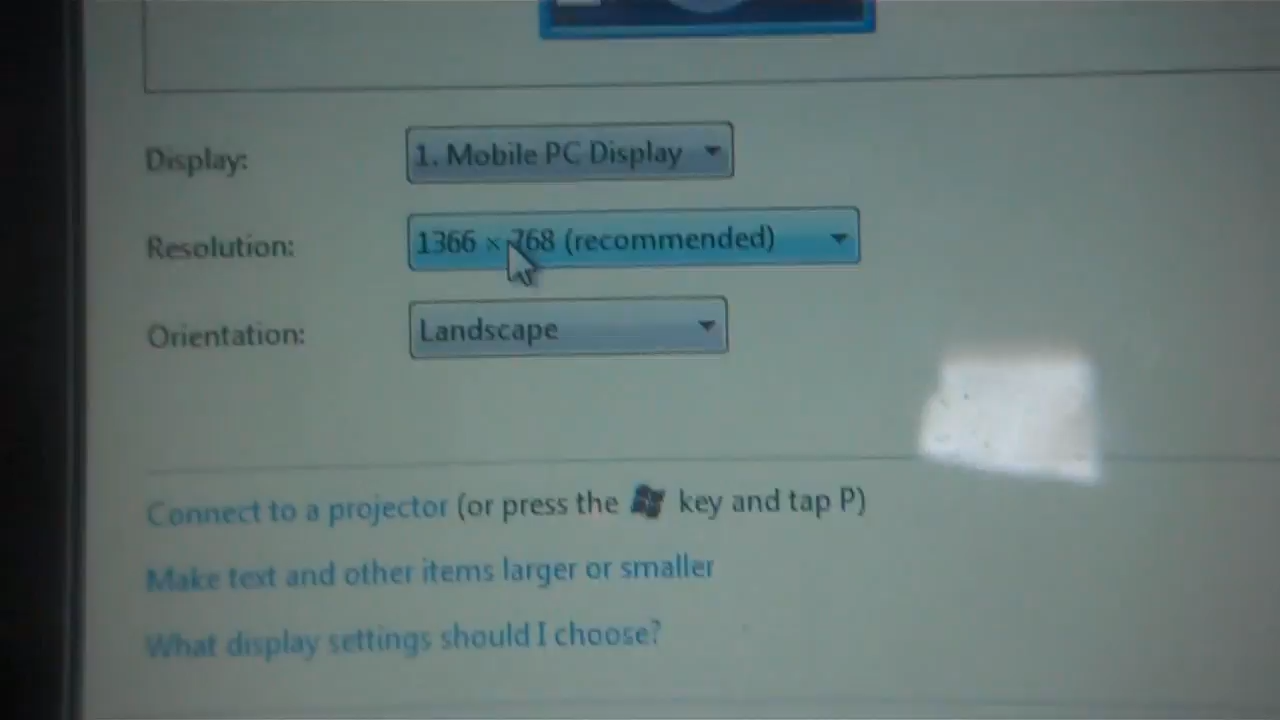 Display: 1. Mobile PC Display
Resolution: 1366 × 768 (recommended)
Orientation: Landscape
Connect to a projector (or press the key and tap P)
Make text and other items larger or smaller
What display settings should I choose?